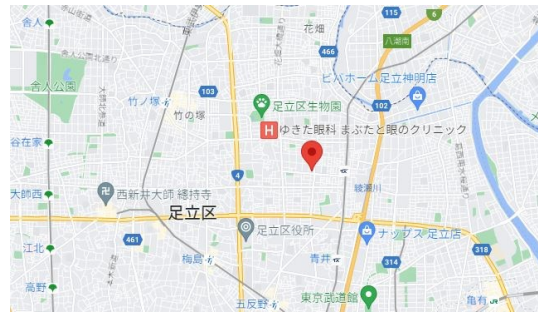 舎人
花畑
115
6
466
八潮南
舎人公園
103
ビバホーム足立神明店
竹ノ塚
竹の塚
足立区生物園
102
H
ゆきた眼科 まぶたと眼のクリニック
谷在家
大師西
西新井大師 總持寺
4
綾瀬川
足立区
461
足立区役所
ナックス 足立店
318
江北
梅島
青井
314
高野
五反野
東京武道館
亀有